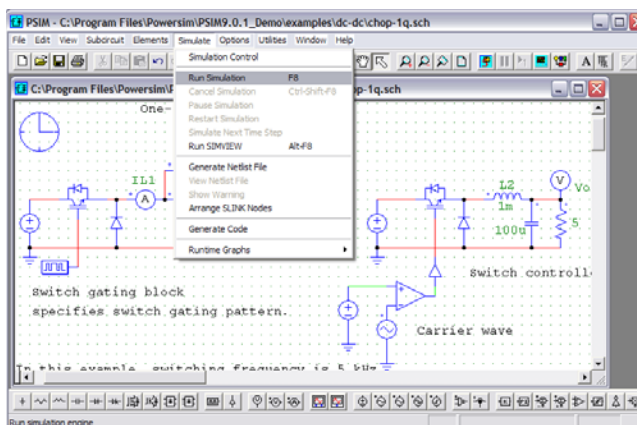 PSIM - C:\Program Files\Powersim\PSIM9.0.1_Demo\examples\dc-dc\chop-1q.sch
File Edit View Subcircuit Elements Simulate Options Utilities Window Help
Simulation Control
Run Simulation F8
Cancel Simulation Ctrl-Shift-F8
Pause Simulation
Restart Simulation
Simulate Next Time Step
Run SIMVIEW Alt-F8
Generate Netlist File
View Netlist File
Show Warning
Arrange SLINK Nodes
Generate Code
Runtime Graphs
C:\Program Files\Powersim\P
op-1q.sch
One-
IL1
A
L2
1m
100u
V
Vo
5
Switch gating block
specifies switch gating pattern.
Switch controll
Carrier wave
In this example, switching frequency is 5 kHz
Run simulation engine